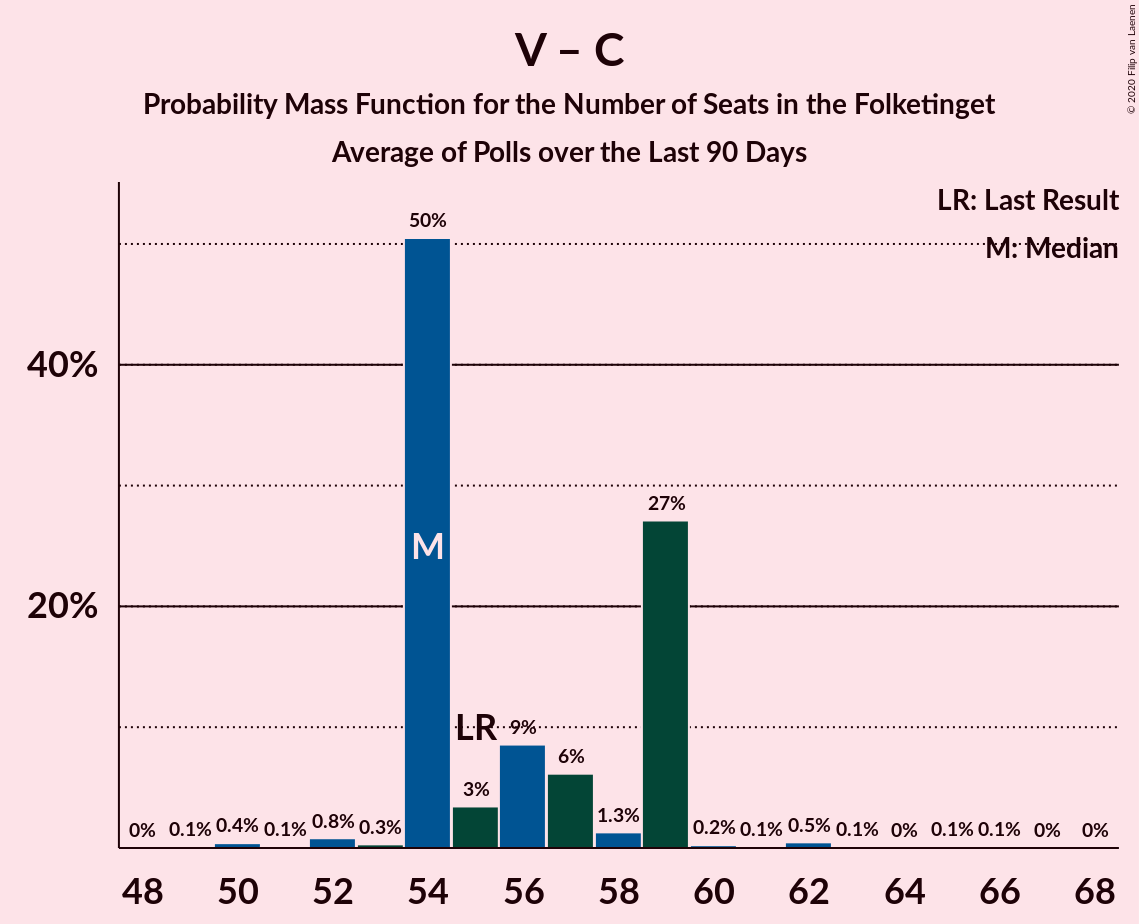 V – C
Probability Mass Function for the Number of Seats in the Folketinget
Average of Polls over the Last 90 Days
© 2020 Filip van Laenen
LR: Last Result
M: Median
50%
40%
27%
M
20%
LR
9%
6%
3%
0% 0.1% 0.4% 0.1% 0.8% 0.3% 1.3% 0.2% 0.1% 0.5% 0.1% 0% 0.1% 0.1% 0% 0%
48 50 52 54 56 58 60 62 64 66 68